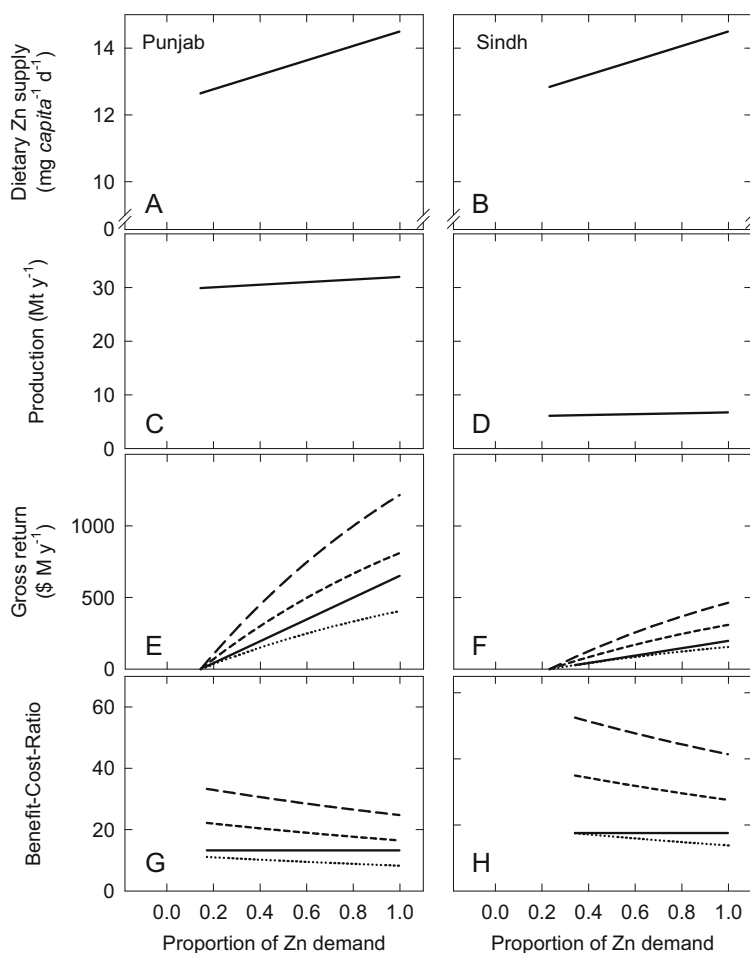 Dietary Zn supply
(mg capita⁻¹ d⁻¹)
14
12
10
0
Punjab
A
Sindh
B
Production (Mt y⁻¹)
30
20
10
0
C
D
Gross return
($ M y⁻¹)
1000
500
0
E
F
Benefit-Cost-Ratio
60
40
20
0
G
H
0.0 0.2 0.4 0.6 0.8 1.0
0.0 0.2 0.4 0.6 0.8 1.0
Proportion of Zn demand
Proportion of Zn demand